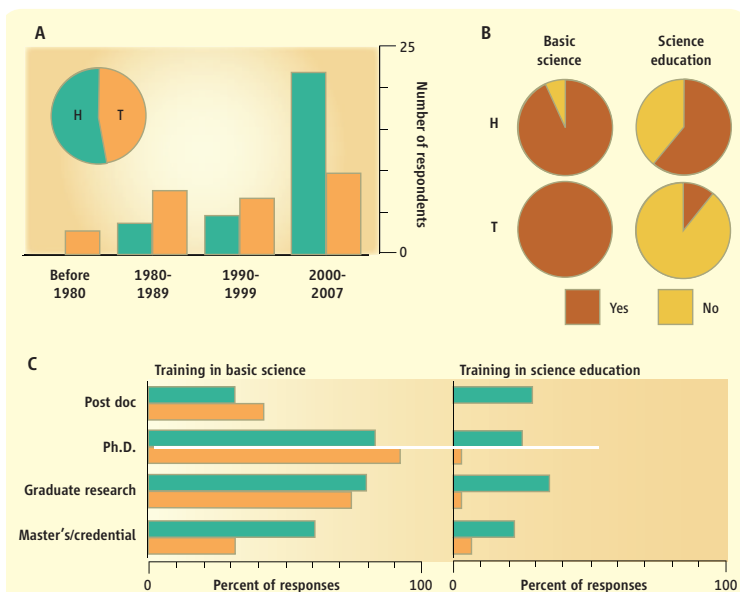 A
25
H
T
Number of respondents
0
Before
1980
1980-
1989
1990-
1999
2000-
2007
B
Basic
science
Science
education
H
T
Yes
No
C
Training in basic science
Training in science education
Post doc
Ph.D.
Graduate research
Master's/credential
0
Percent of responses
100
0
Percent of responses
100